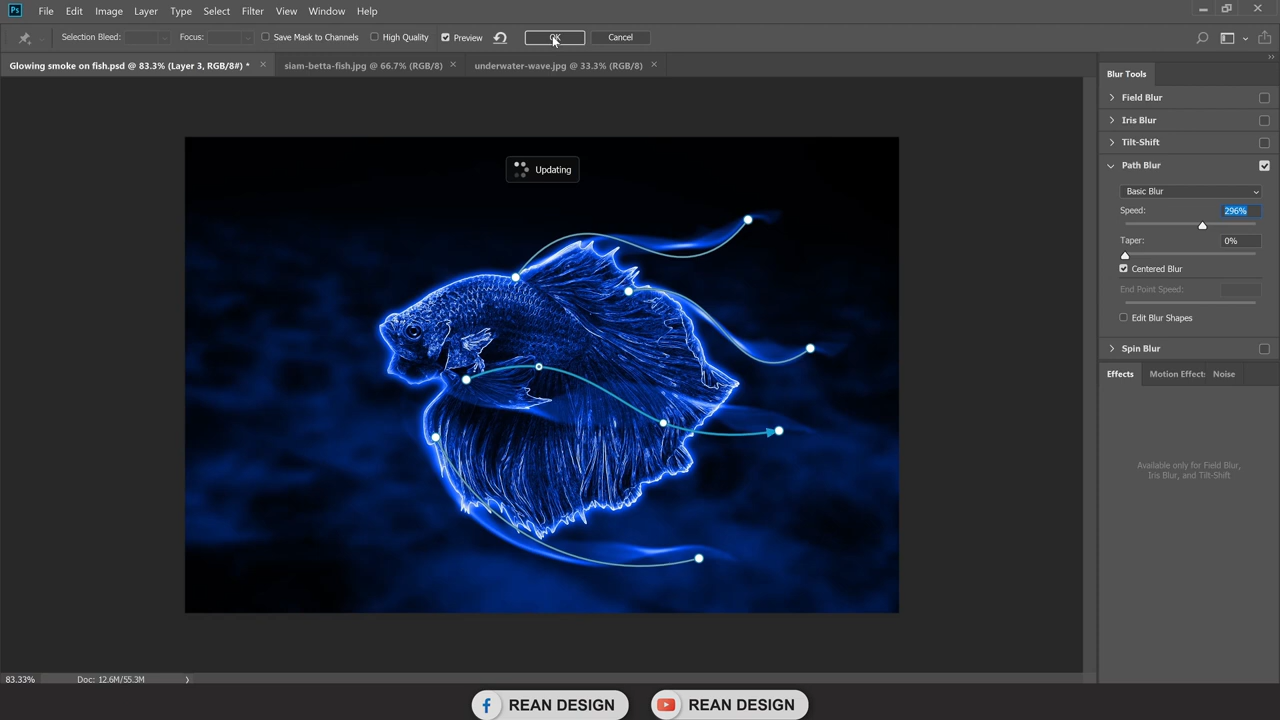 Ps File Edit Image Layer Type Select Filter View Window Help
Selection Bleed: Focus: Save Mask to Channels High Quality Preview OK Cancel
Glowing smoke on fish.psd @ 83.3% (Layer 3, RGB/8#) * × siam-betta-fish.jpg @ 66.7% (RGB/8) × underwater-wave.jpg @ 33.3% (RGB/8) ×
Updating
Blur Tools
Field Blur
Iris Blur
Tilt-Shift
Path Blur
Basic Blur
Speed: 296%
Taper: 0%
Centered Blur
End Point Speed:
Edit Blur Shapes
Spin Blur
Effects Motion Effect: Noise
Available only for Field Blur,
Iris Blur, and Tilt-Shift
83.33% Doc: 12.6M/55.3M
REAN DESIGN REAN DESIGN